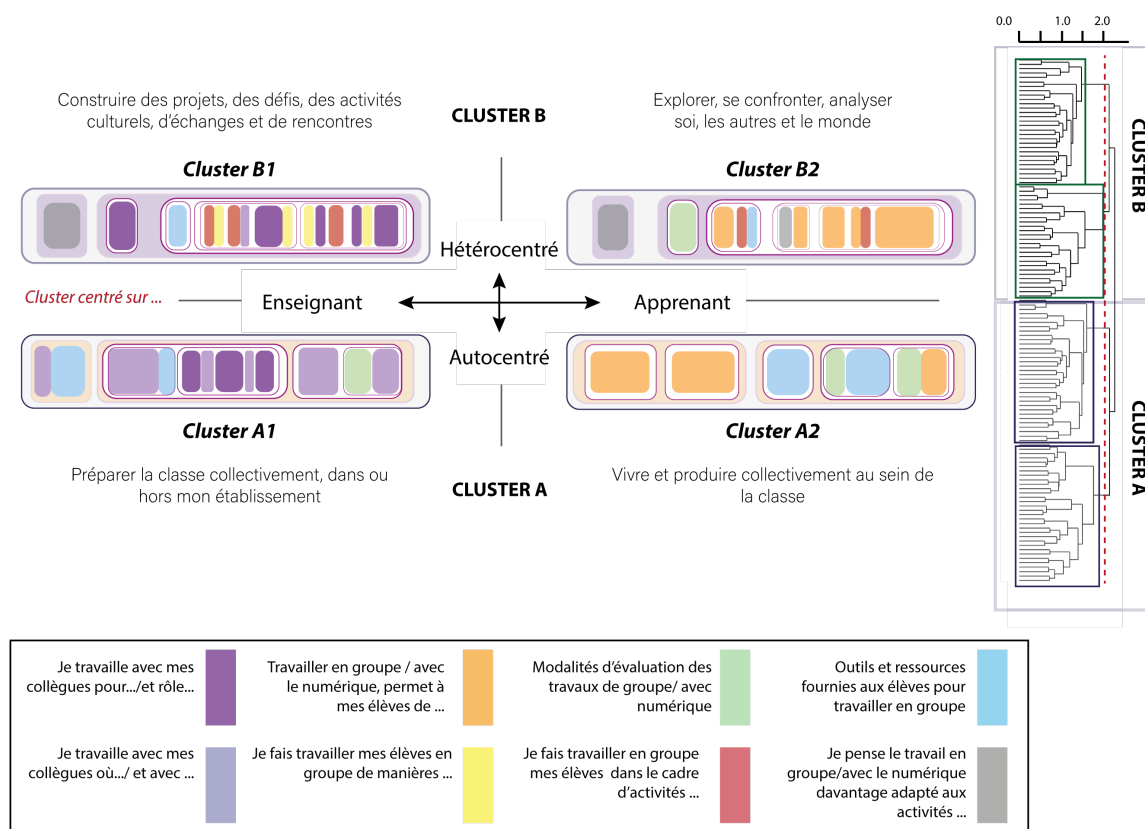 0.0 1.0 2.0
Construire des projets, des défis, des activités
culturels, d'échanges et de rencontres
CLUSTER B
Explorer, se confronter, analyser
soi, les autres et le monde
Cluster B1
Cluster B2
Hétérocentré
Cluster centré sur ...
Enseignant
Apprenant
Autocentré
Cluster A1
Cluster A2
Préparer la classe collectivement, dans ou
hors mon établissement
CLUSTER A
Vivre et produire collectivement au sein de
la classe
CLUSTER B
CLUSTER A
Je travaille avec mes
collègues pour.../et rôle...
Travailler en groupe / avec
le numérique, permet à
mes élèves de ...
Modalités d'évaluation des
travaux de groupe/ avec
numérique
Outils et ressources
fournies aux élèves pour
travailler en groupe
Je travaille avec mes
collègues où.../ et avec ...
Je fais travailler mes élèves en
groupe de manières ...
Je fais travailler en groupe
mes élèves dans le cadre
d'activités ...
Je pense le travail en
groupe/avec le numérique
davantage adapté aux
activités ...